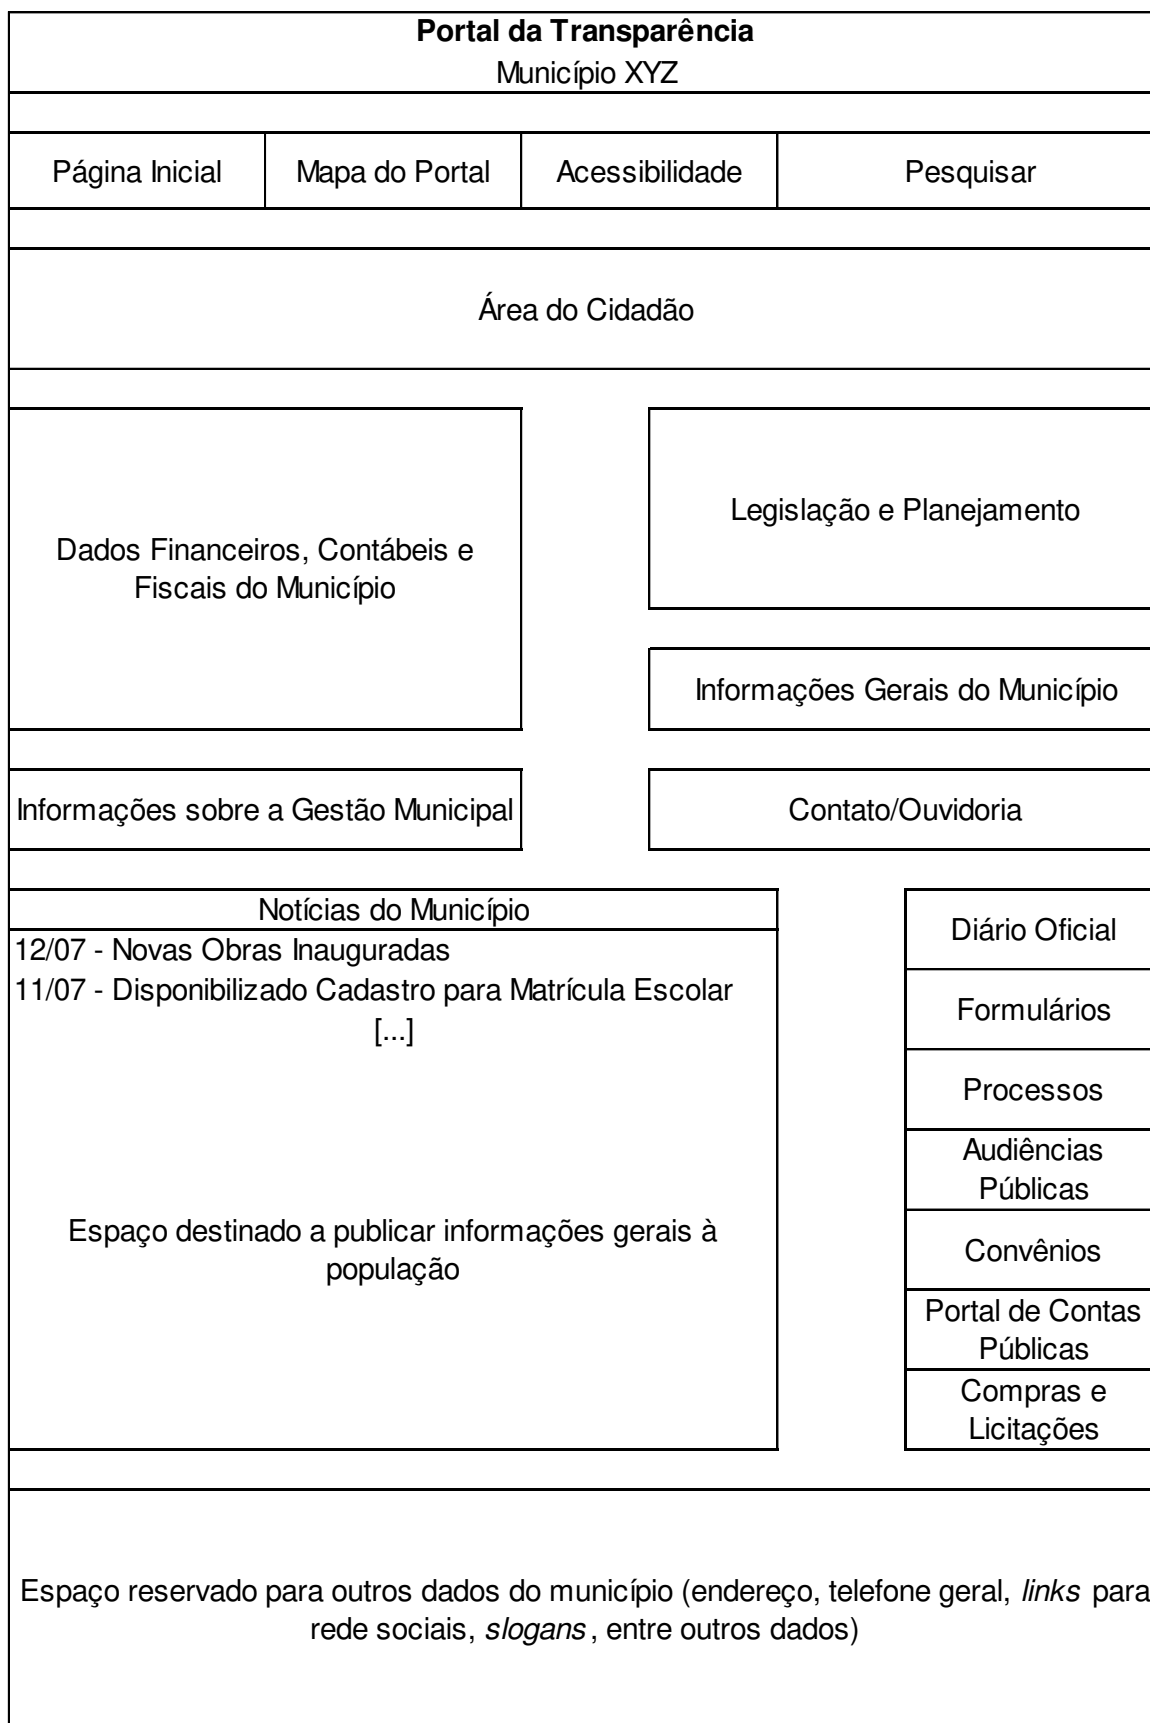 Portal da Transparência
Município XYZ
Página Inicial
Mapa do Portal
Acessibilidade
Pesquisar
Área do Cidadão
Dados Financeiros, Contábeis e
Fiscais do Município
Legislação e Planejamento
Informações Gerais do Município
Informações sobre a Gestão Municipal
Contato/Ouvidoria
Notícias do Município
12/07 - Novas Obras Inauguradas
11/07 - Disponibilizado Cadastro para Matrícula Escolar
[...]
Espaço destinado a publicar informações gerais à
população
Diário Oficial
Formulários
Processos
Audiências
Públicas
Convênios
Portal de Contas
Públicas
Compras e
Licitações
Espaço reservado para outros dados do município (endereço, telefone geral, links para
rede sociais, slogans, entre outros dados)